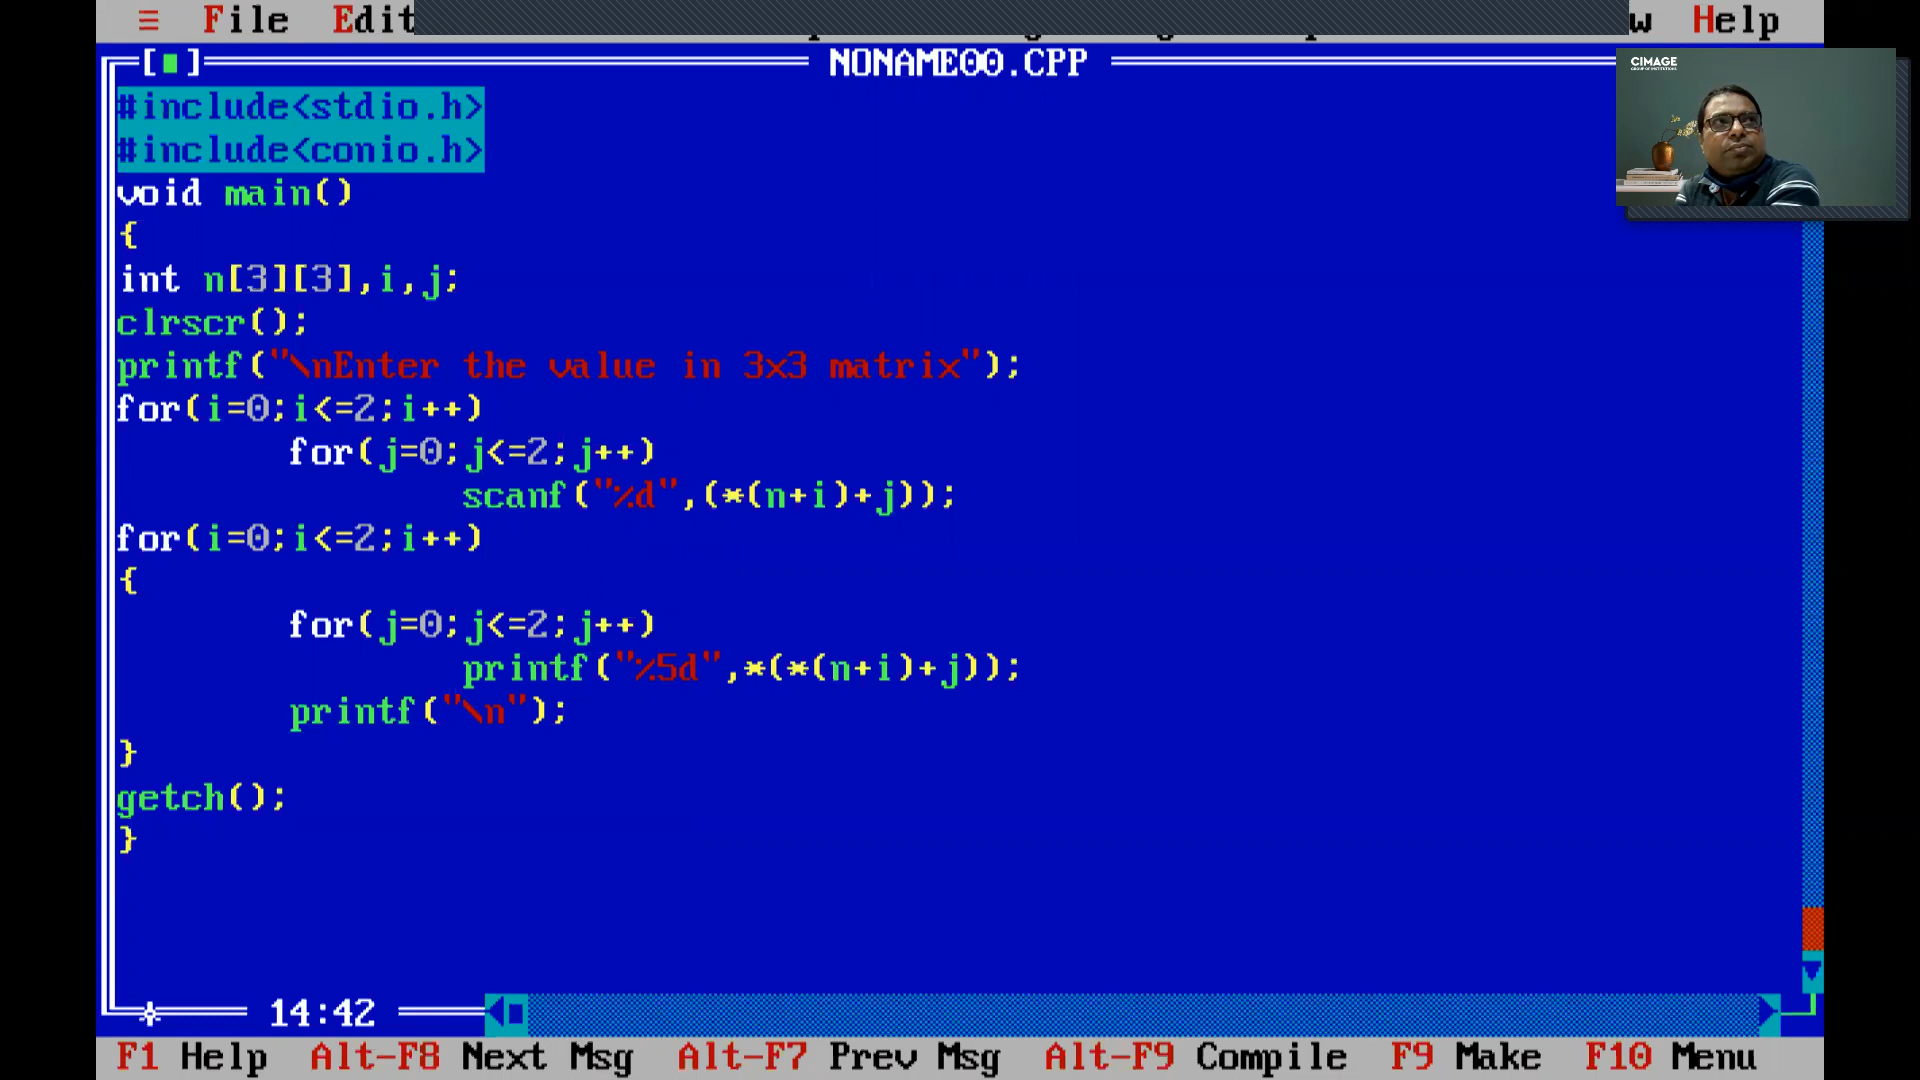 ≡ File Edit w Help
[■] NONAME00.CPP
CIMAGE
GROUP OF INSTITUTIONS
#include<stdio.h>
#include<conio.h>
void main()
{
int n[3][3],i,j;
clrscr();
printf("\nEnter the value in 3x3 matrix");
for(i=0;i<=2;i++)
for(j=0;j<=2;j++)
scanf("%d",(*(n+i)+j));
for(i=0;i<=2;i++)
{
for(j=0;j<=2;j++)
printf("%5d",*(*(n+i)+j));
printf("\n");
}
getch();
}
14:42
F1 Help Alt-F8 Next Msg Alt-F7 Prev Msg Alt-F9 Compile F9 Make F10 Menu